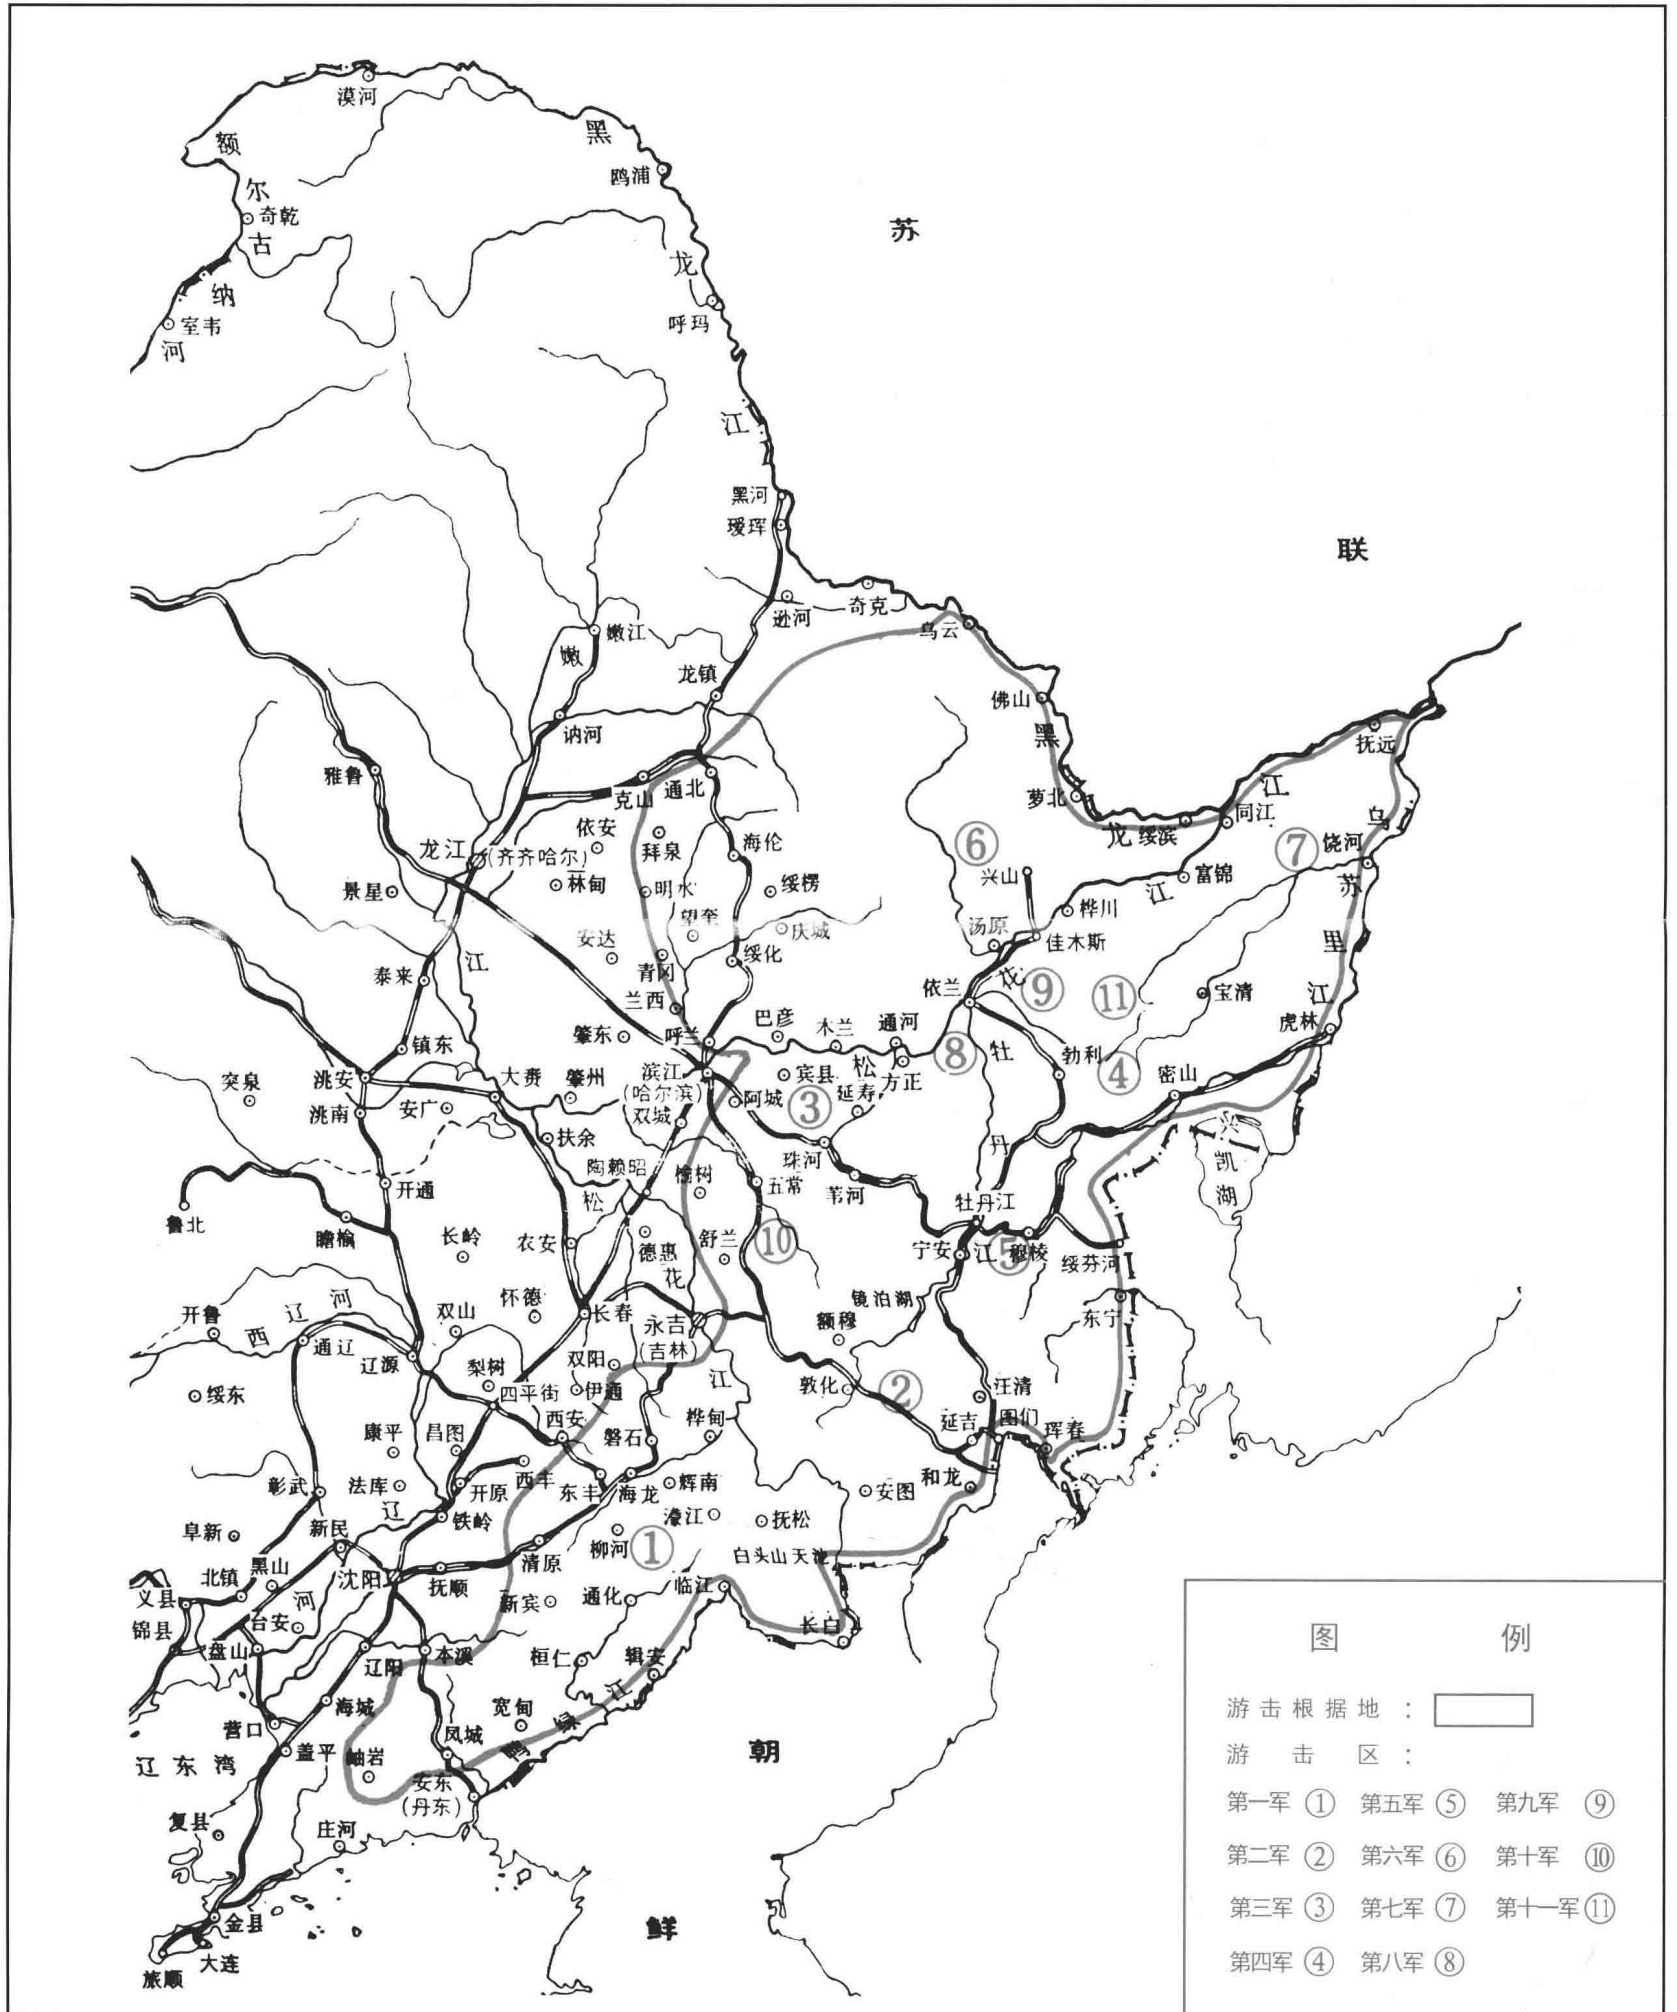 漠河
额尔古纳河
奇乾
室韦
黑龙江
鸥浦
呼玛
苏联
黑河
瑷珲
逊河
奇克
乌云
嫩江
嫩江
龙镇
讷河
佛山
黑龙江
抚远
雅鲁
克山
通北
萝北
绥滨
同江
乌苏里江
饶河
依安
拜泉
海伦
⑥
⑦
龙江
(齐齐哈尔)
林甸
明水
绥楞
兴山
富锦
景星
望奎
庆城
桦川
汤原
佳木斯
安达
青冈
绥化
泰来
兰西
依兰
⑨
⑪
宝清
虎林
肇东
呼兰
巴彦
木兰
通河
松花江
⑧
牡丹江
勃利
④
密山
镇东
洮安
大赉
肇州
滨江
(哈尔滨)
宾县
方正
突泉
洮南
安广
双城
阿城
③
延寿
兴凯湖
扶余
陶赖昭
榆树
珠河
五常
苇河
开通
鲁北
瞻榆
松花江
牡丹江
长岭
农安
德惠
舒兰
⑩
宁安
⑤
穆棱
绥芬河
开鲁
西辽河
双山
怀德
长春
永吉
(吉林)
额穆
镜泊湖
东宁
通辽
辽源
梨树
双阳
绥东
四平街
伊通
敦化
②
汪清
康平
昌图
西安
磐石
桦甸
延吉
图们
珲春
彰武
法库
开原
西丰
东丰
海龙
辉南
安图
和龙
阜新
新民
辽河
铁岭
濛江
抚松
北镇
黑山
沈阳
抚顺
清原
柳河
①
白头山天池
义县
台安
新宾
通化
临江
锦县
盘山
辽阳
本溪
桓仁
辑安
长白
海城
宽甸
鸭绿江
营口
凤城
辽东湾
盖平
岫岩
安东
(丹东)
朝鲜
复县
庄河
金县
大连
旅顺
图例
游击根据地：
游击区：
第一军 ① 第五军 ⑤ 第九军 ⑨
第二军 ② 第六军 ⑥ 第十军 ⑩
第三军 ③ 第七军 ⑦ 第十一军 ⑪
第四军 ④ 第八军 ⑧